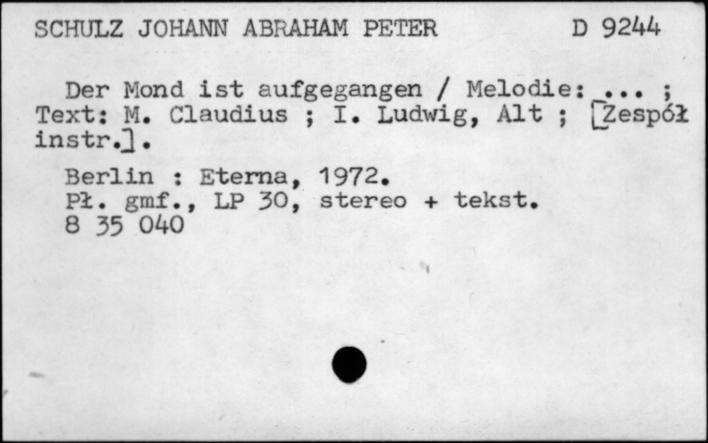 SCHULZ JOHANN ABRAHAM PETER D 9244
Der Mond ist aufgegangen / Melodie: ... ;
Text: M. Claudius ; I. Ludwig, Alt ; [Zespół
instr.].
Berlin : Eterna, 1972.
Pł. gmf., LP 30, stereo + tekst.
8 35 040